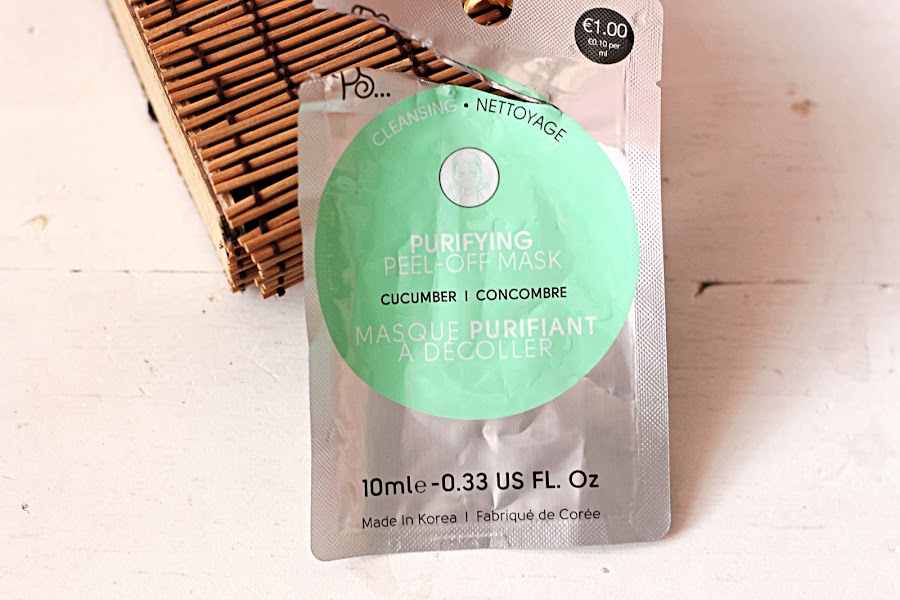 €1.00
€0.10 per
ml
PS...
CLEANSING • NETTOYAGE
PURIFYING
PEEL-OFF MASK
CUCUMBER | CONCOMBRE
MASQUE PURIFIANT
À DÉCOLLER
10ml℮-0.33 US FL. Oz
Made In Korea | Fabriqué de Corée